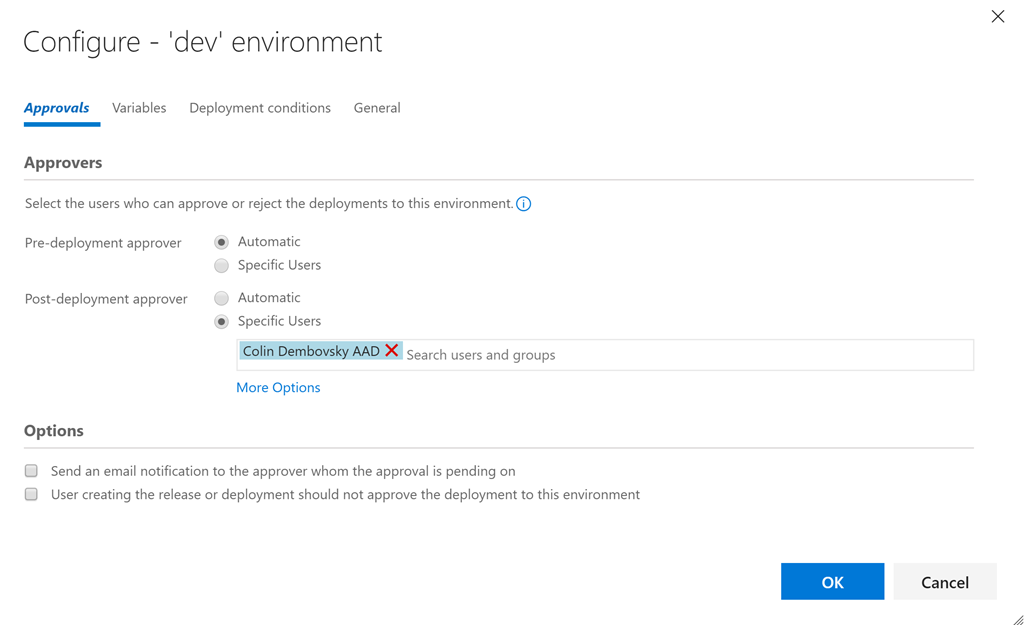 Configure - 'dev' environment
Approvals Variables Deployment conditions General
Approvers
Select the users who can approve or reject the deployments to this environment.
Pre-deployment approver Automatic
Specific Users
Post-deployment approver Automatic
Specific Users
Colin Dembovsky AAD Search users and groups
More Options
Options
Send an email notification to the approver whom the approval is pending on
User creating the release or deployment should not approve the deployment to this environment
OK Cancel